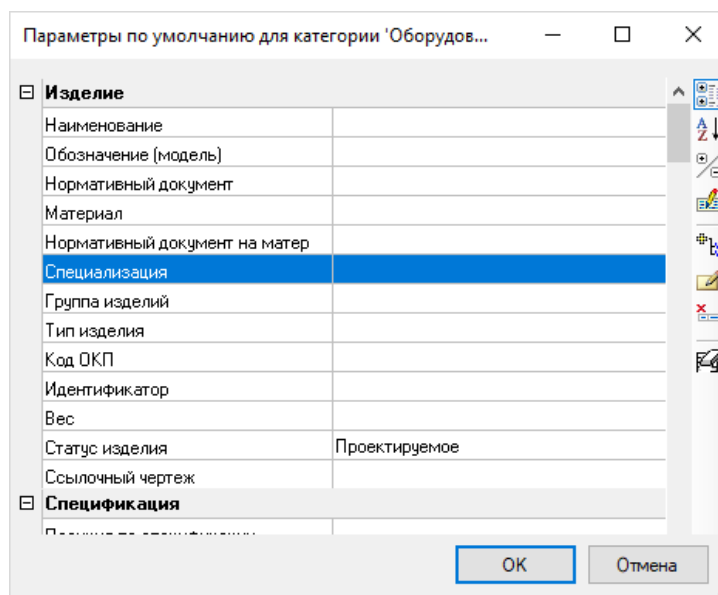 Параметры по умолчанию для категории 'Оборудов...
Изделие
Наименование
Обозначение (модель)
Нормативный документ
Материал
Нормативный документ на матер
Специализация
Группа изделий
Тип изделия
Код ОКП
Идентификатор
Вес
Статус изделия Проектируемое
Ссылочный чертеж
Спецификация
OK Отмена